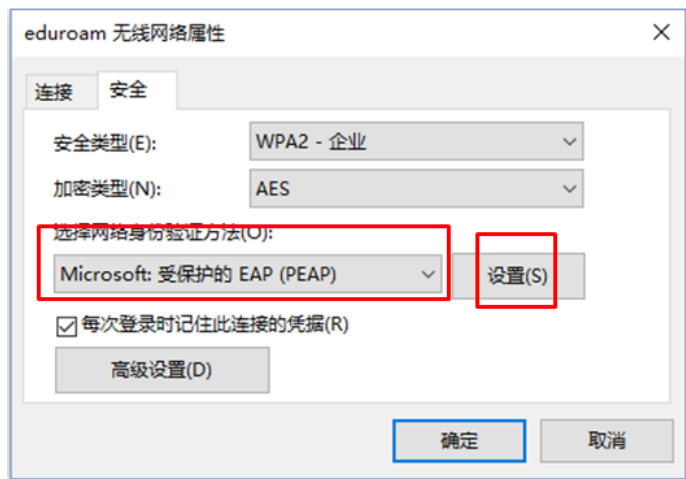 eduroam 无线网络属性
连接 安全
安全类型(E): WPA2 - 企业
加密类型(N): AES
选择网络身份验证方法(O):
Microsoft: 受保护的 EAP (PEAP) 设置(S)
每次登录时记住此连接的凭据(R)
高级设置(D)
确定 取消